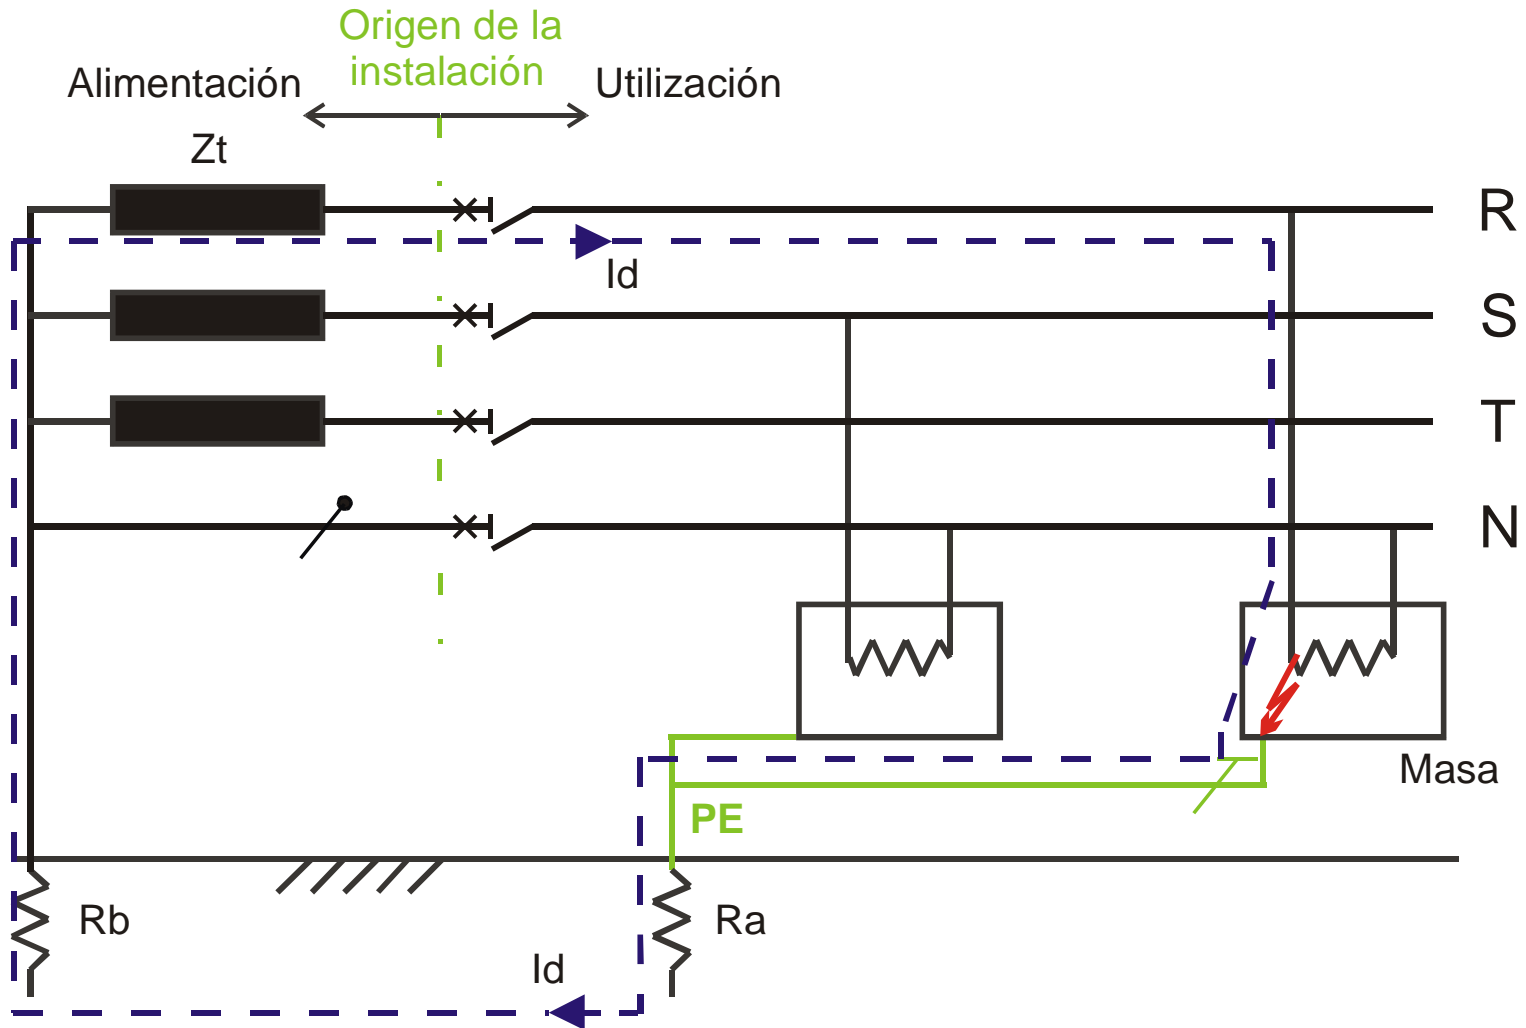 Origen de la
instalación
Alimentación
Utilización
Zt
R
Id
S
T
N
Masa
PE
Rb
Ra
Id